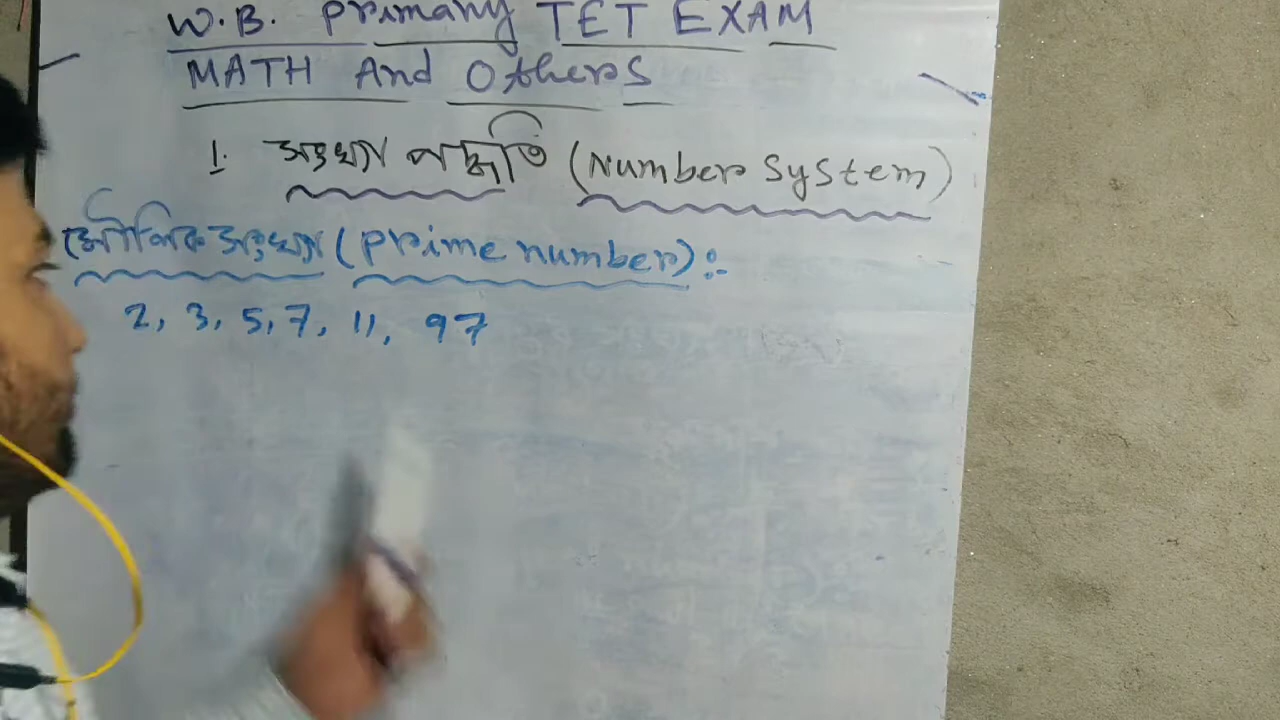 W.B. Primary TET EXAM
MATH And Others
1. সংখ্যা পদ্ধতি (Number System)
মৌলিক সংখ্যা (Prime number) :-
2, 3, 5, 7, 11, 97